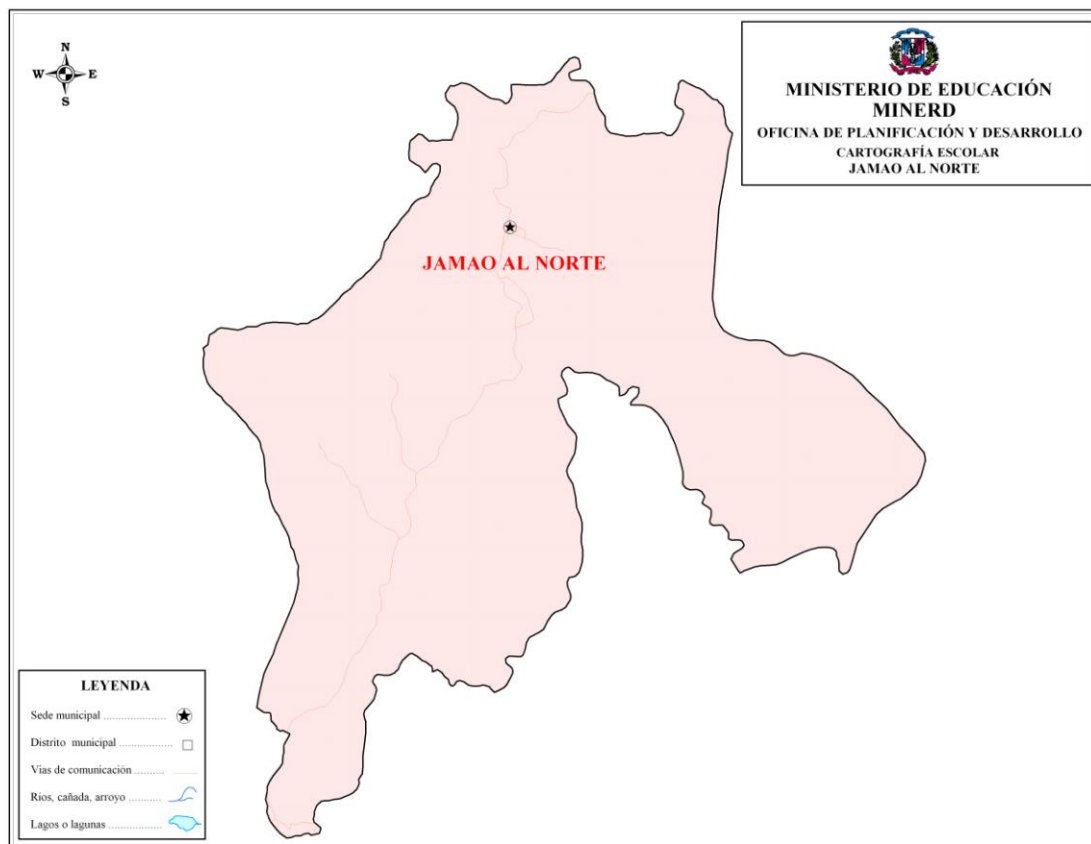 N
W E
S
MINISTERIO DE EDUCACIÓN
MINERD
OFICINA DE PLANIFICACIÓN Y DESARROLLO
CARTOGRAFÍA ESCOLAR
JAMAO AL NORTE
JAMAO AL NORTE
LEYENDA
Sede municipal .....................
Distrito municipal ..................
Vías de comunicación ..........
Ríos, cañada, arroyo ...........
Lagos o lagunas ..................